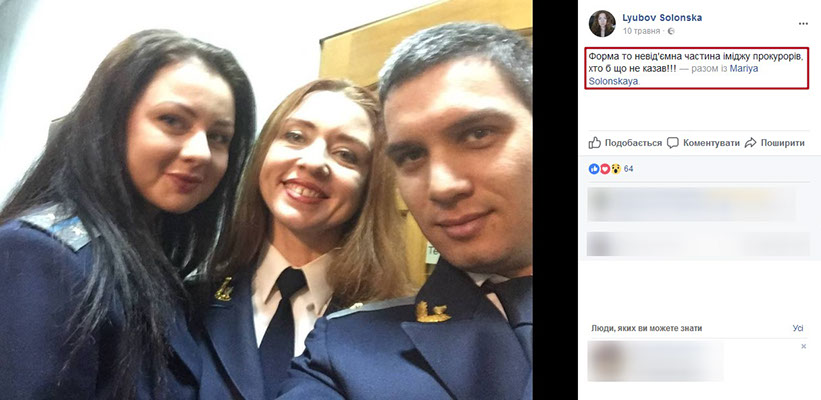 Lyubov Solonska
10 травня
Форма то невід'ємна частина іміджу прокурорів,
хто б що не казав!!! — разом із Mariya
Solonskaya.
Подобається Коментувати Поширити
64
Люди, яких ви можете знати Усі